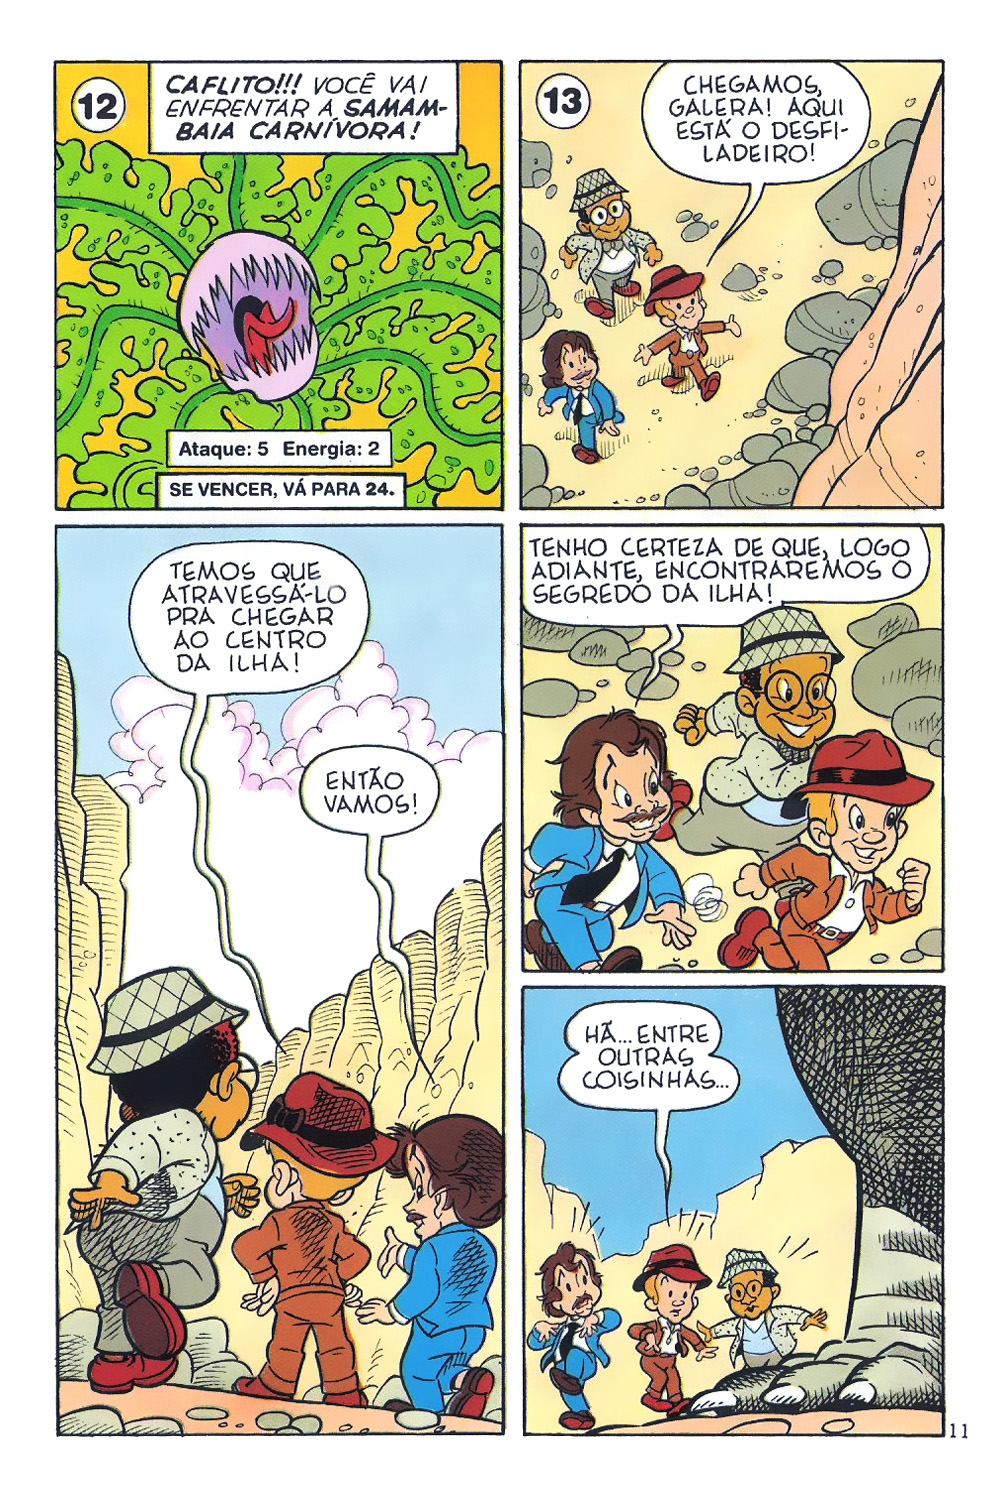 12
CAFLITO!!! VOCÊ VAI
ENFRENTAR A SAMAM-
BAIA CARNÍVORA!
Ataque: 5 Energia: 2
SE VENCER, VÁ PARA 24.
13
CHEGAMOS,
GALERA! AQUI
ESTÁ O DESFI-
LADEIRO!
TEMOS QUE
ATRAVESSÁ-LO
PRA CHEGAR
AO CENTRO
DA ILHA!
ENTÃO
VAMOS!
TENHO CERTEZA DE QUE, LOGO
ADIANTE, ENCONTRAREMOS O
SEGREDO DA ILHA!
HÃ... ENTRE
OUTRAS
COISINHAS...
11